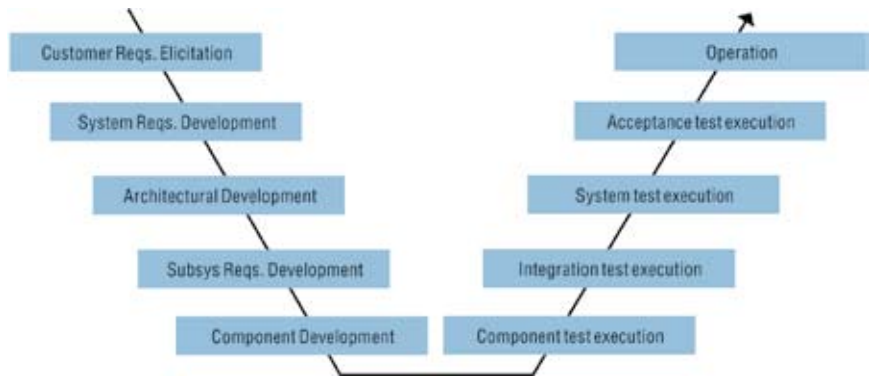 Customer Reqs. Elicitation
Operation
System Reqs. Development
Acceptance test execution
Architectural Development
System test execution
Subsys Reqs. Development
Integration test execution
Component Development
Component test execution